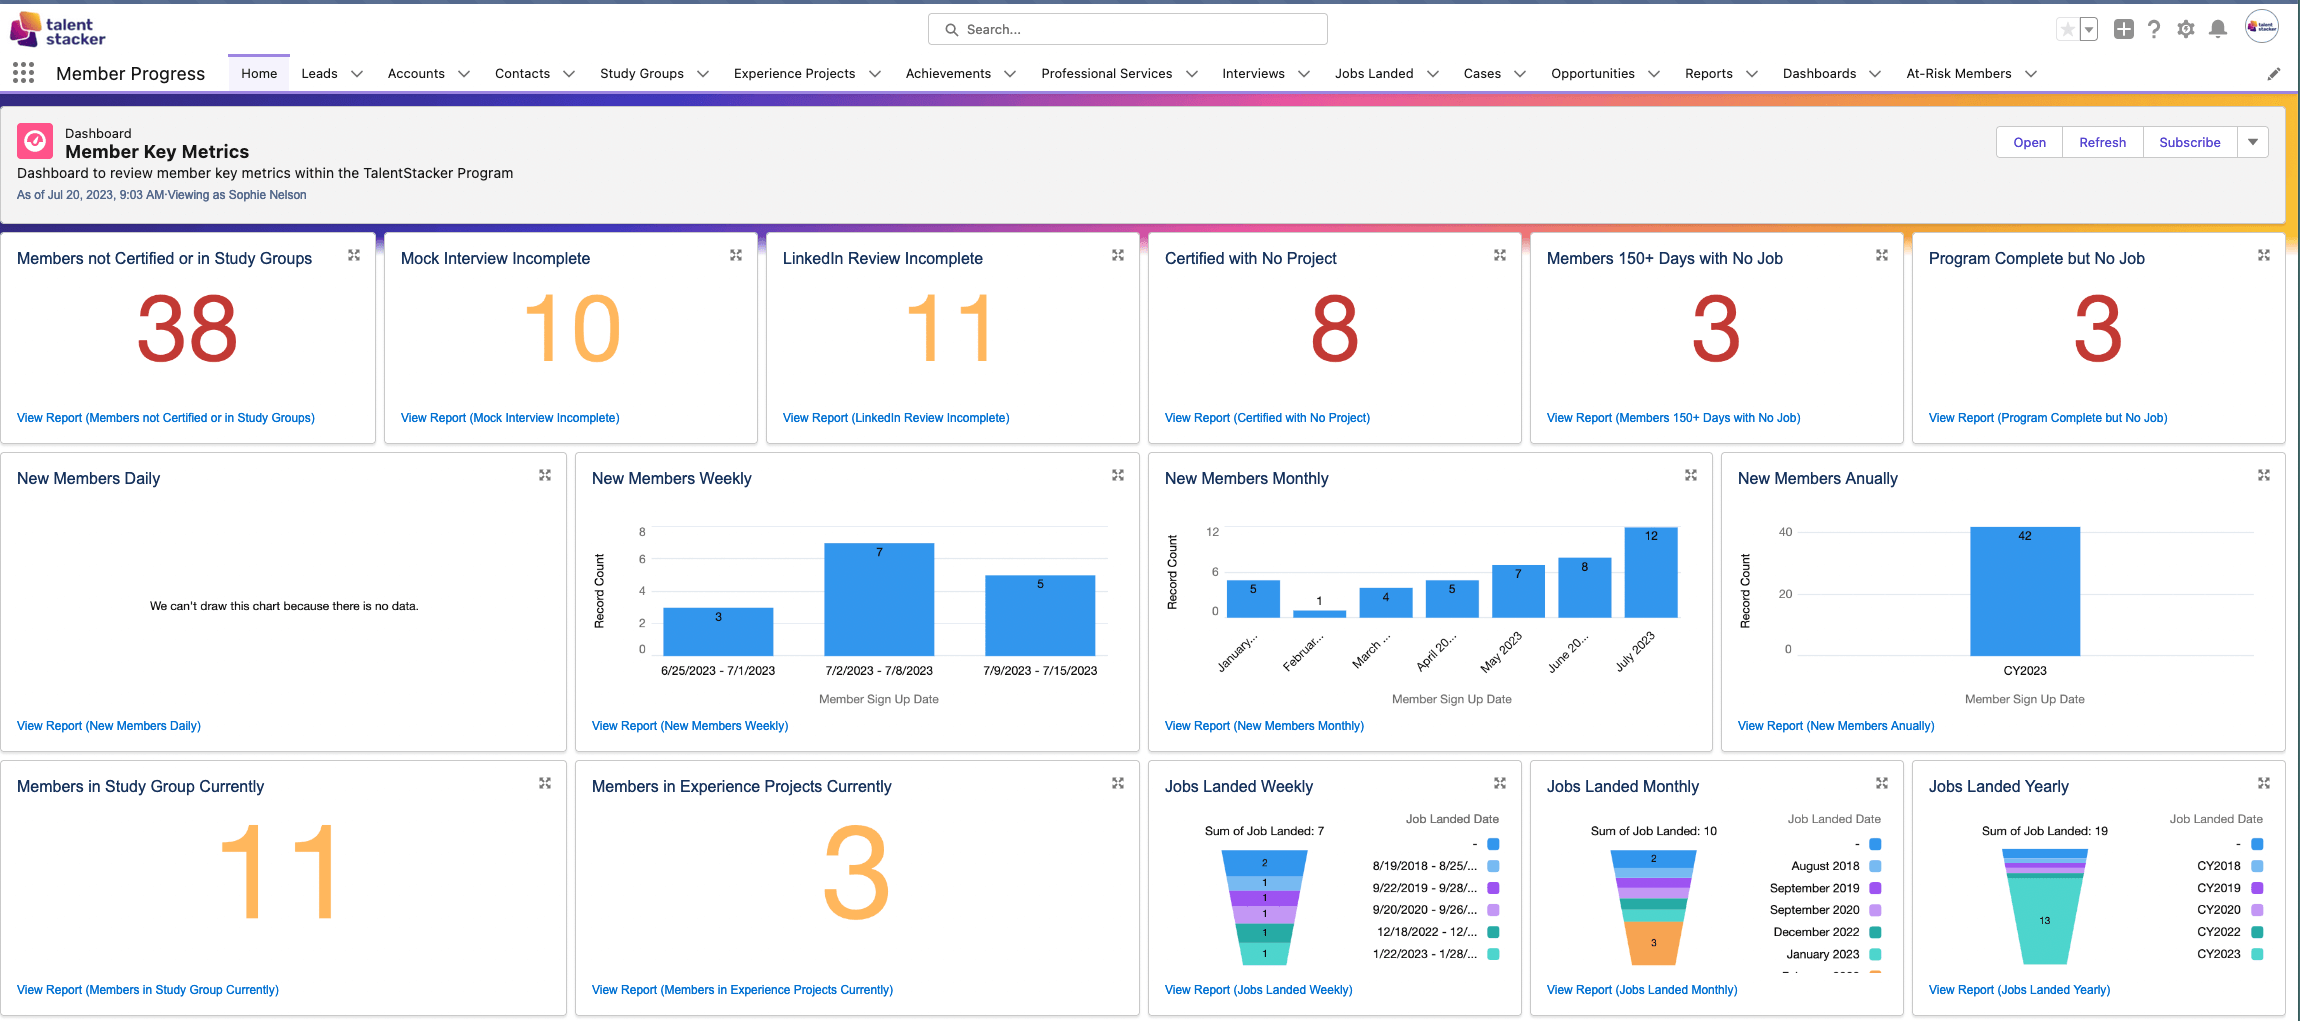 talent
stacker
Search...
Member Progress
Home
Leads
Accounts
Contacts
Study Groups
Experience Projects
Achievements
Professional Services
Interviews
Jobs Landed
Cases
Opportunities
Reports
Dashboards
At-Risk Members
Dashboard
Member Key Metrics
Dashboard to review member key metrics within the TalentStacker Program
As of Jul 20, 2023, 9:03 AM·Viewing as Sophie Nelson
Open
Refresh
Subscribe
Members not Certified or in Study Groups
38
View Report (Members not Certified or in Study Groups)
Mock Interview Incomplete
10
View Report (Mock Interview Incomplete)
LinkedIn Review Incomplete
11
View Report (LinkedIn Review Incomplete)
Certified with No Project
8
View Report (Certified with No Project)
Members 150+ Days with No Job
3
View Report (Members 150+ Days with No Job)
Program Complete but No Job
3
View Report (Program Complete but No Job)
New Members Daily
We can't draw this chart because there is no data.
View Report (New Members Daily)
New Members Weekly
Record Count
8
6
4
2
0
3
7
5
6/25/2023 - 7/1/2023
7/2/2023 - 7/8/2023
7/9/2023 - 7/15/2023
Member Sign Up Date
View Report (New Members Weekly)
New Members Monthly
Record Count
12
6
0
5
1
4
5
7
8
12
January...
Februar...
March ...
April 20...
May 2023
June 20...
July 2023
Member Sign Up Date
View Report (New Members Monthly)
New Members Anually
Record Count
40
20
0
42
CY2023
Member Sign Up Date
View Report (New Members Anually)
Members in Study Group Currently
11
View Report (Members in Study Group Currently)
Members in Experience Projects Currently
3
View Report (Members in Experience Projects Currently)
Jobs Landed Weekly
Sum of Job Landed: 7
2
1
1
1
1
1
Job Landed Date
-
8/19/2018 - 8/25/...
9/22/2019 - 9/28/...
9/20/2020 - 9/26/...
12/18/2022 - 12/...
1/22/2023 - 1/28/...
View Report (Jobs Landed Weekly)
Jobs Landed Monthly
Sum of Job Landed: 10
2
3
Job Landed Date
-
August 2018
September 2019
September 2020
December 2022
January 2023
View Report (Jobs Landed Monthly)
Jobs Landed Yearly
Sum of Job Landed: 19
13
Job Landed Date
-
CY2018
CY2019
CY2020
CY2022
CY2023
View Report (Jobs Landed Yearly)